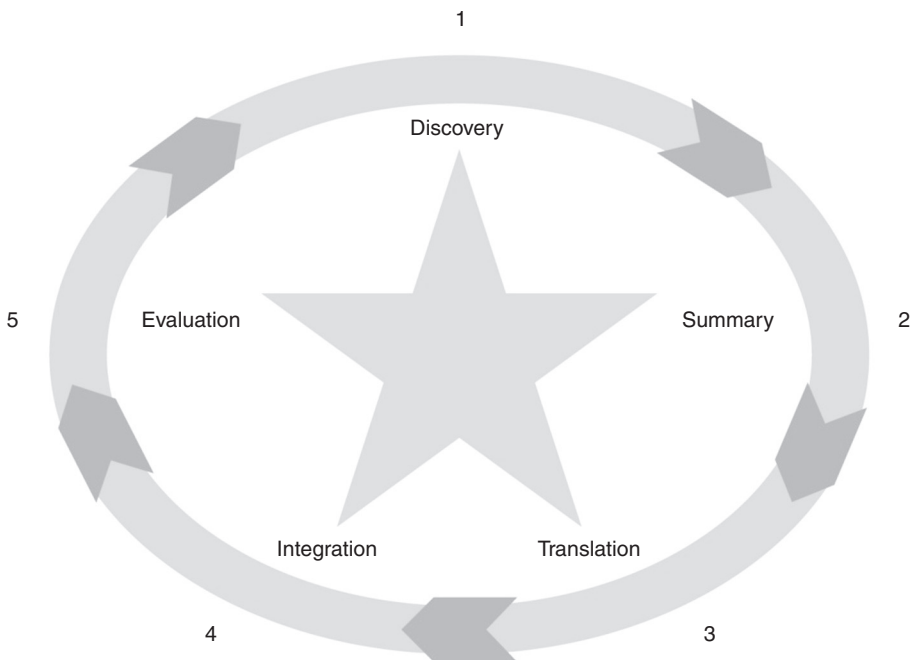 1
Discovery
5
Evaluation
Summary
2
Integration
Translation
4
3